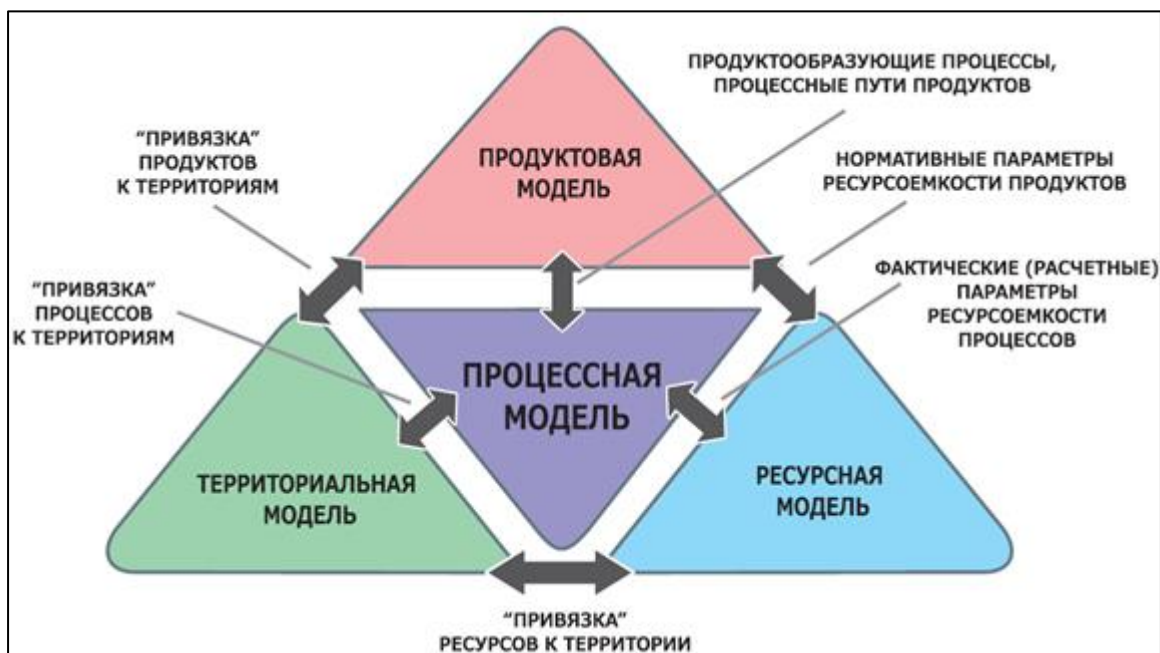 ПРОДУКТООБРАЗУЮЩИЕ ПРОЦЕССЫ,
ПРОЦЕССНЫЕ ПУТИ ПРОДУКТОВ
“ПРИВЯЗКА”
ПРОДУКТОВ
К ТЕРРИТОРИЯМ
ПРОДУКТОВАЯ
МОДЕЛЬ
НОРМАТИВНЫЕ ПАРАМЕТРЫ
РЕСУРСОЕМКОСТИ ПРОДУКТОВ
“ПРИВЯЗКА”
ПРОЦЕССОВ
К ТЕРРИТОРИЯМ
ФАКТИЧЕСКИЕ (РАСЧЕТНЫЕ)
ПАРАМЕТРЫ
РЕСУРСОЕМКОСТИ
ПРОЦЕССОВ
ПРОЦЕССНАЯ
МОДЕЛЬ
ТЕРРИТОРИАЛЬНАЯ
МОДЕЛЬ
РЕСУРСНАЯ
МОДЕЛЬ
“ПРИВЯЗКА”
РЕСУРСОВ К ТЕРРИТОРИИ